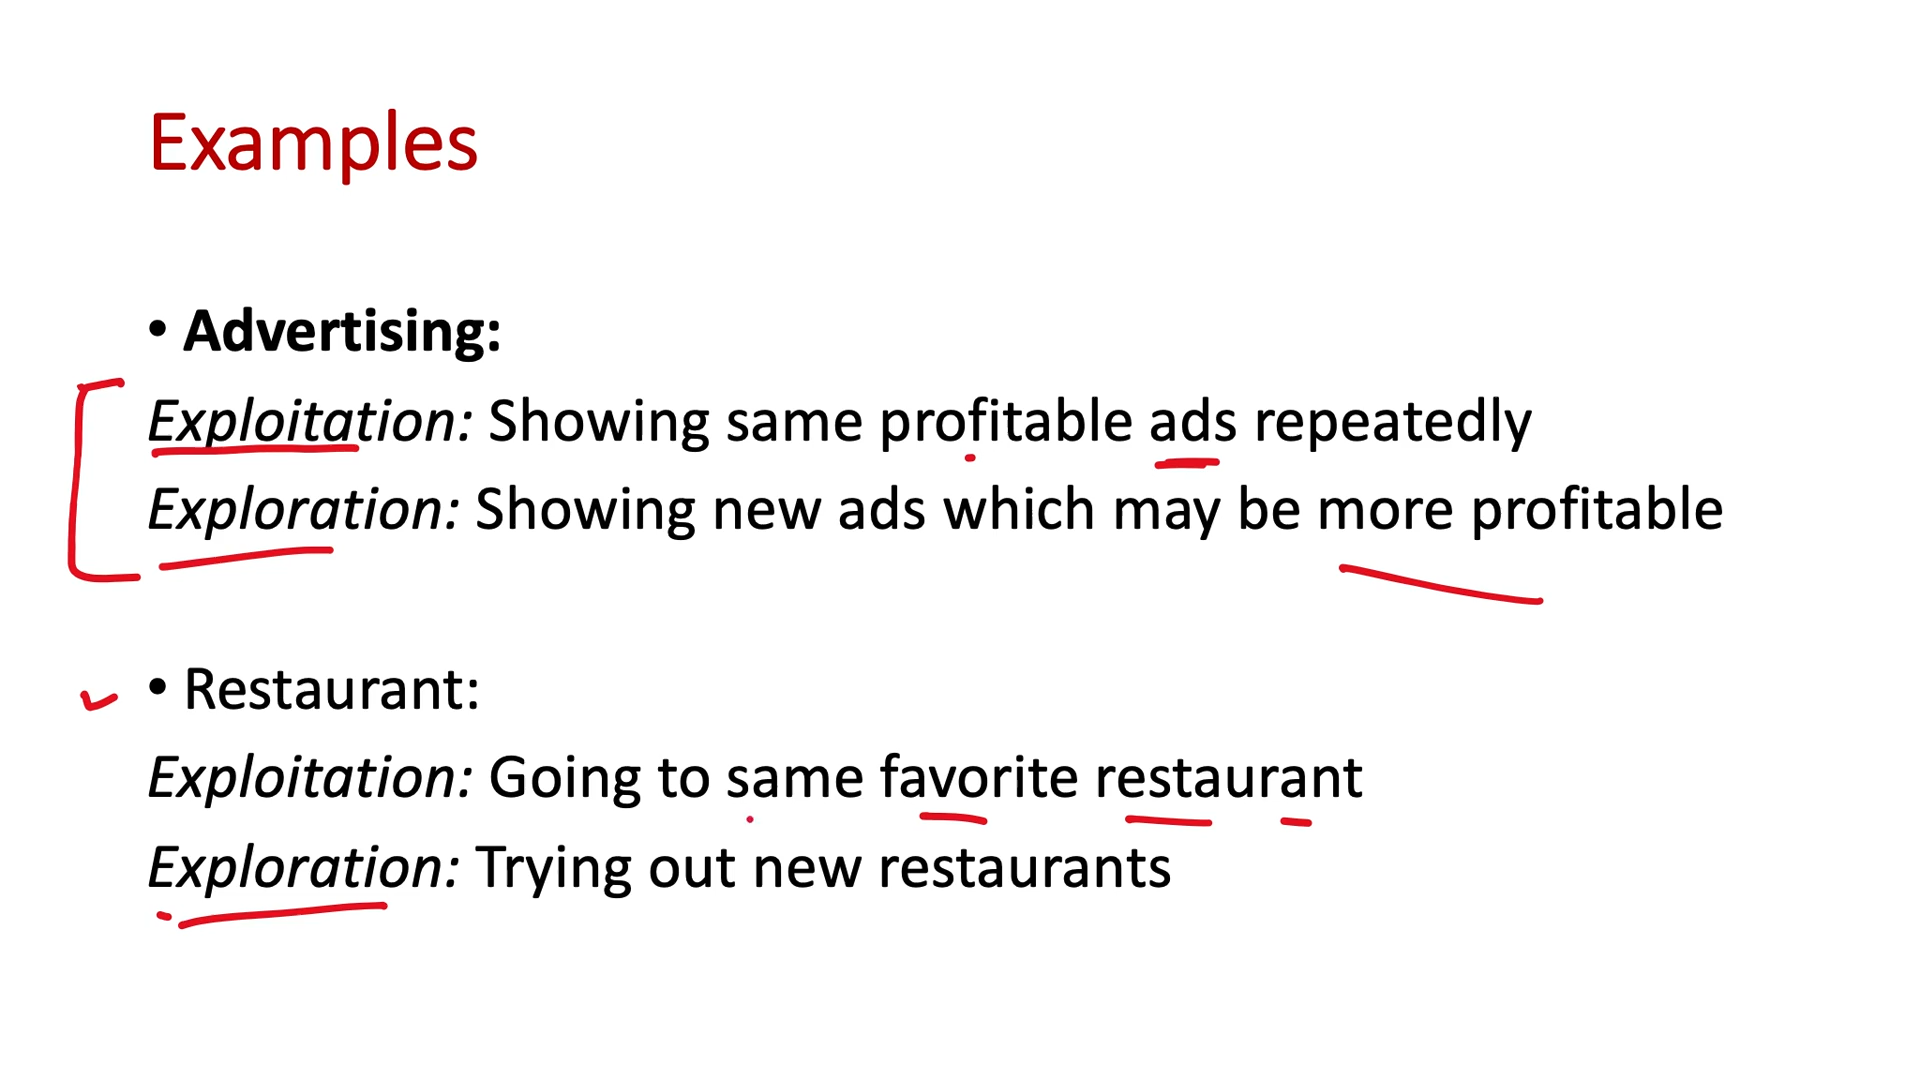 Examples
• Advertising:
Exploitation: Showing same profitable ads repeatedly
Exploration: Showing new ads which may be more profitable
• Restaurant:
Exploitation: Going to same favorite restaurant
Exploration: Trying out new restaurants